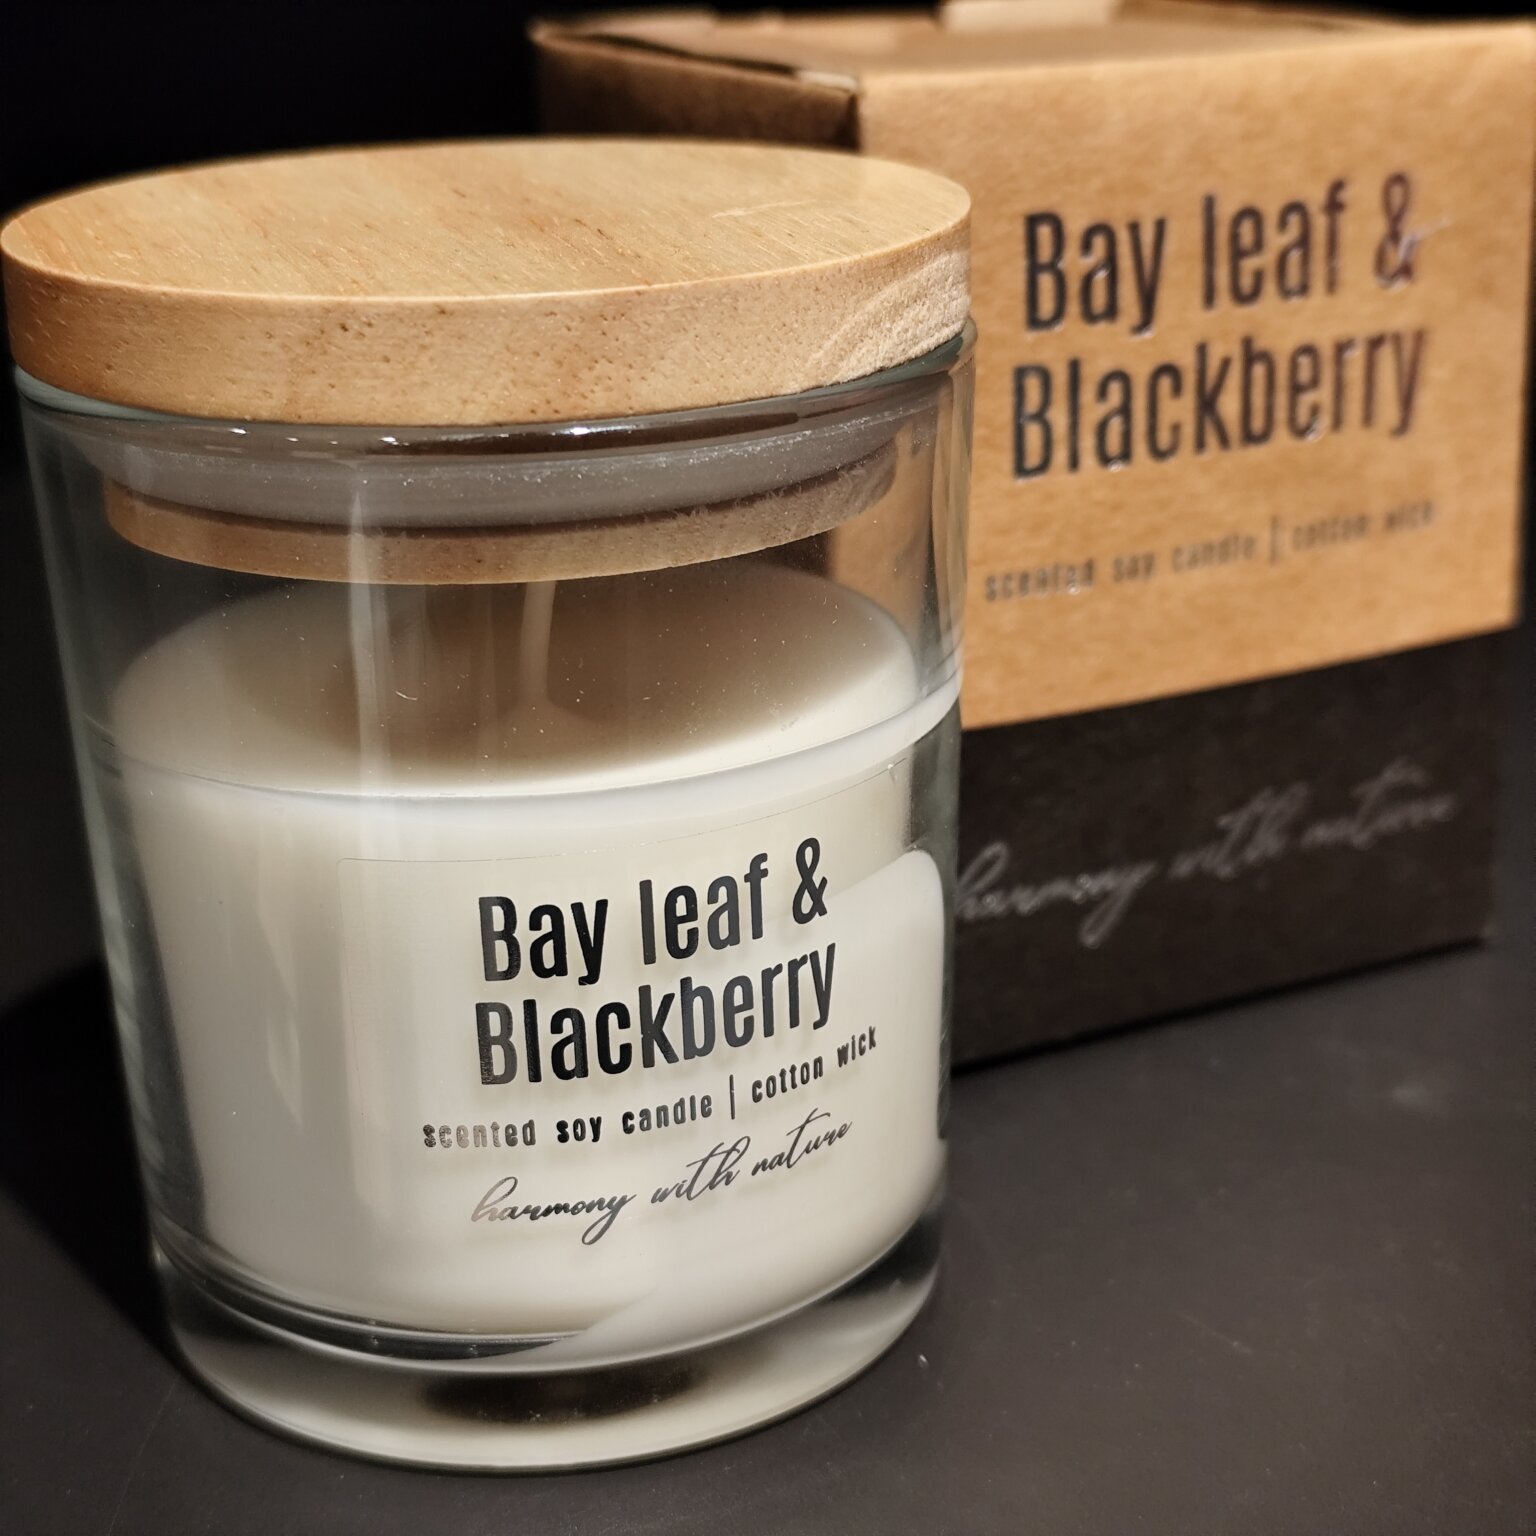 Bay leaf &
Blackberry
scented soy candle | cotton wick
harmony with nature
Bay leaf &
Blackberry
scented soy candle | cotton wick
harmony with nature